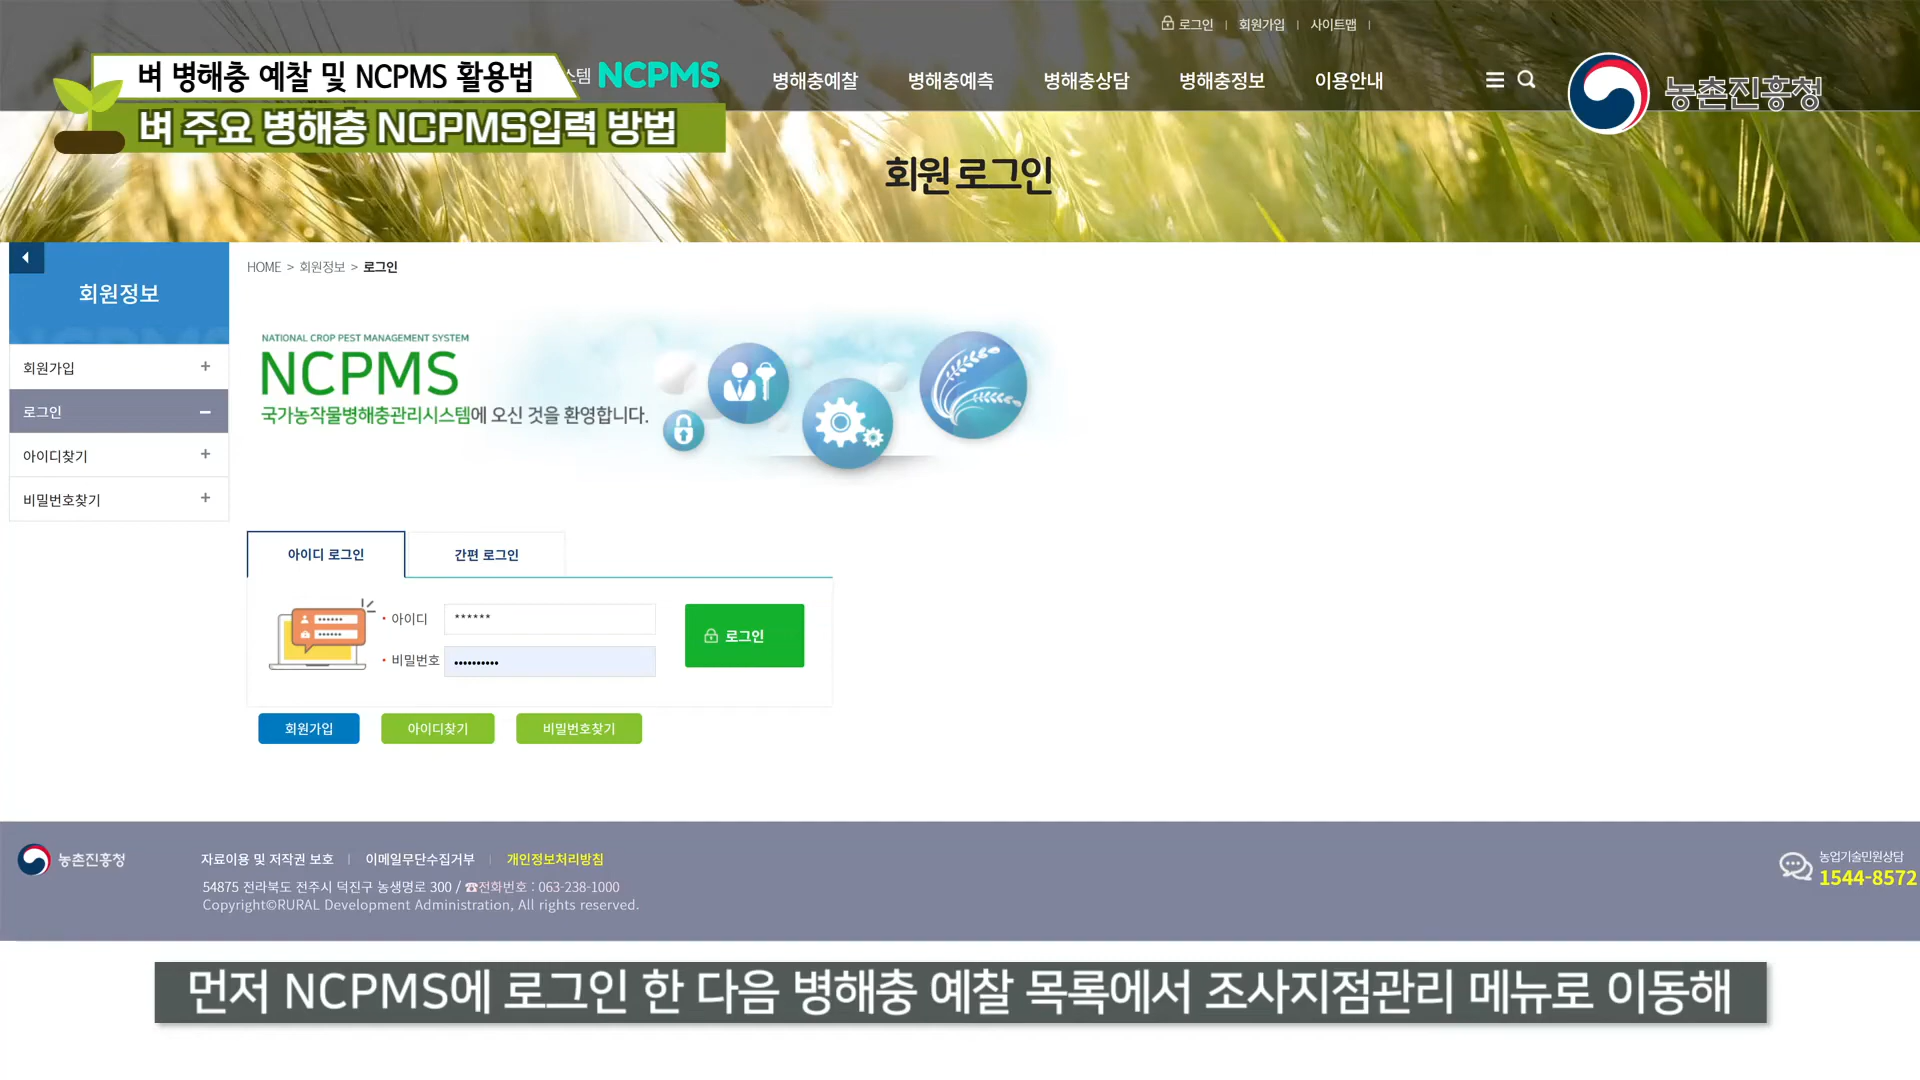 로그인 | 회원가입 | 사이트맵 |
벼 병해충 예찰 및 NCPMS 활용법
스템 NCPMS
병해충예찰 병해충예측 병해충상담 병해충정보 이용안내
농촌진흥청
벼 주요 병해충 NCPMS입력 방법
회원 로그인
회원정보
회원가입
로그인
아이디찾기
비밀번호찾기
HOME > 회원정보 > 로그인
NATIONAL CROP PEST MANAGEMENT SYSTEM
NCPMS
국가농작물병해충관리시스템에 오신 것을 환영합니다.
아이디 로그인
간편 로그인
아이디 ******
비밀번호 ••••••••••
로그인
회원가입
아이디찾기
비밀번호찾기
농촌진흥청
자료이용 및 저작권 보호 | 이메일무단수집거부 | 개인정보처리방침
54875 전라북도 전주시 덕진구 농생명로 300 / ☎전화번호 : 063-238-1000
Copyright©RURAL Development Administration, All rights reserved.
농업기술민원상담
1544-8572
먼저 NCPMS에 로그인 한 다음 병해충 예찰 목록에서 조사지점관리 메뉴로 이동해